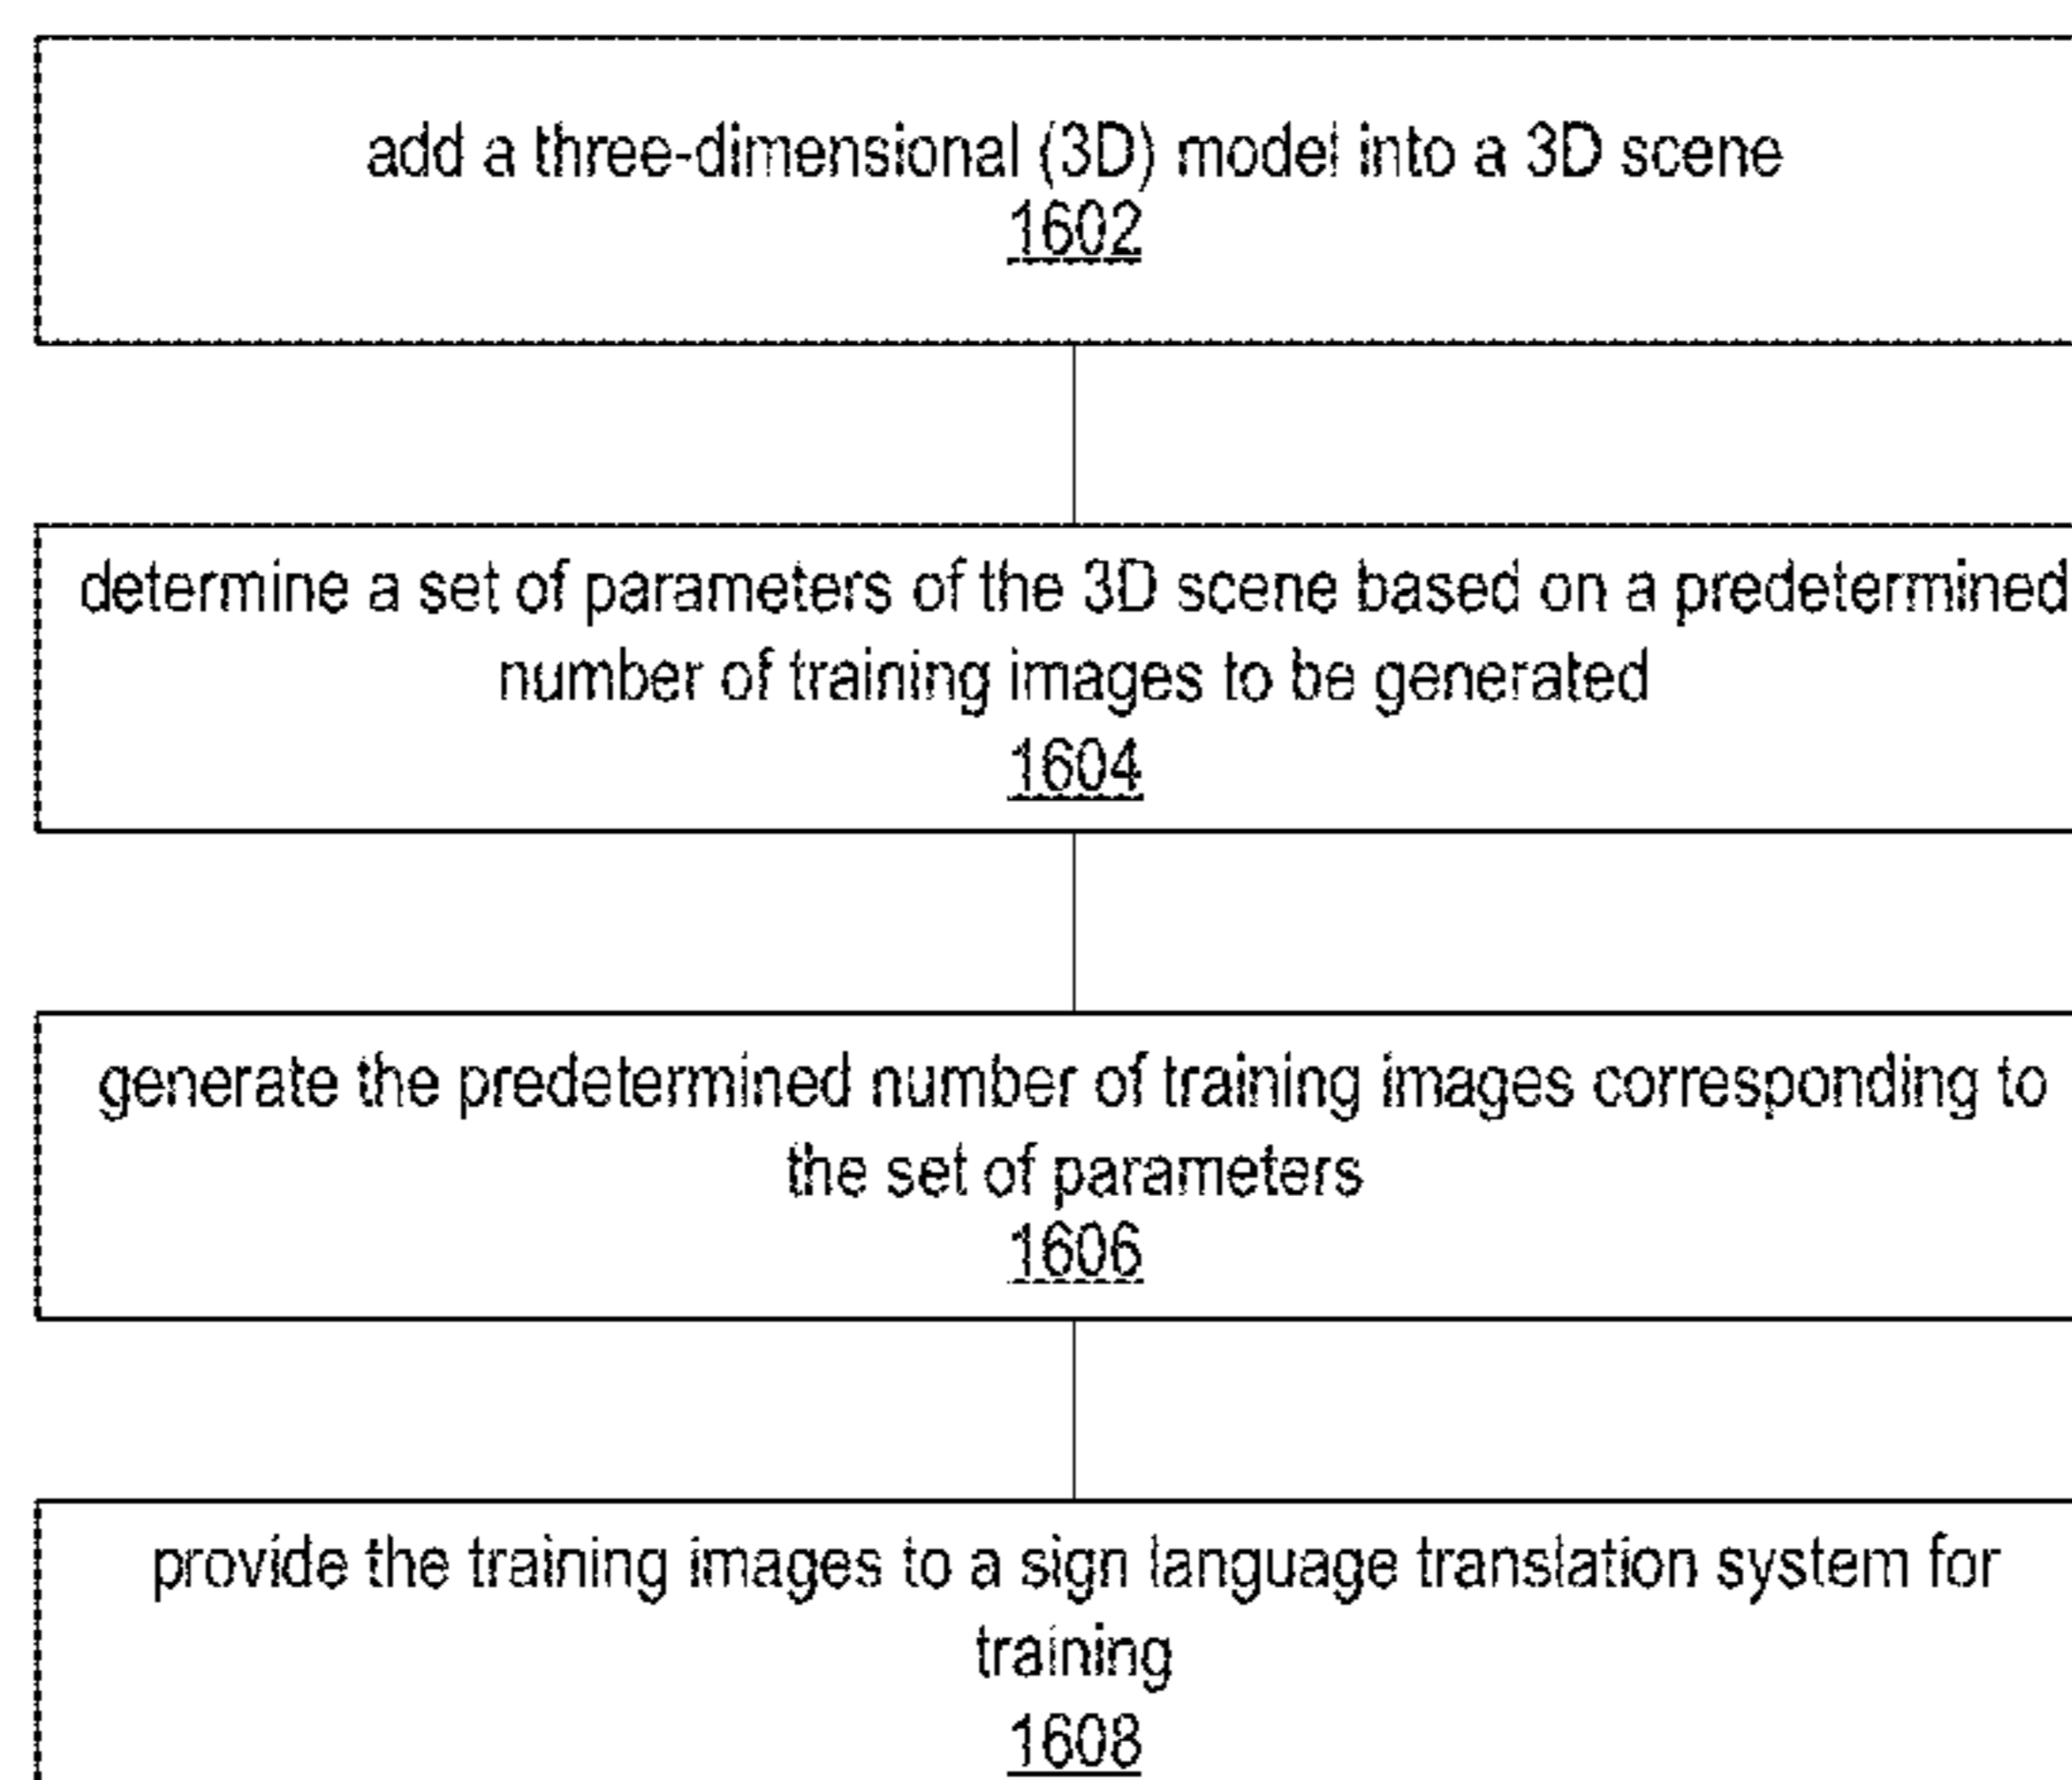 add a three-dimensional (3D) model into a 3D scene
1602
determine a set of parameters of the 3D scene based on a predetermined
number of training images to be generated
1604
generate the predetermined number of training images corresponding to
the set of parameters
1606
provide the training images to a sign language translation system for
training
1608